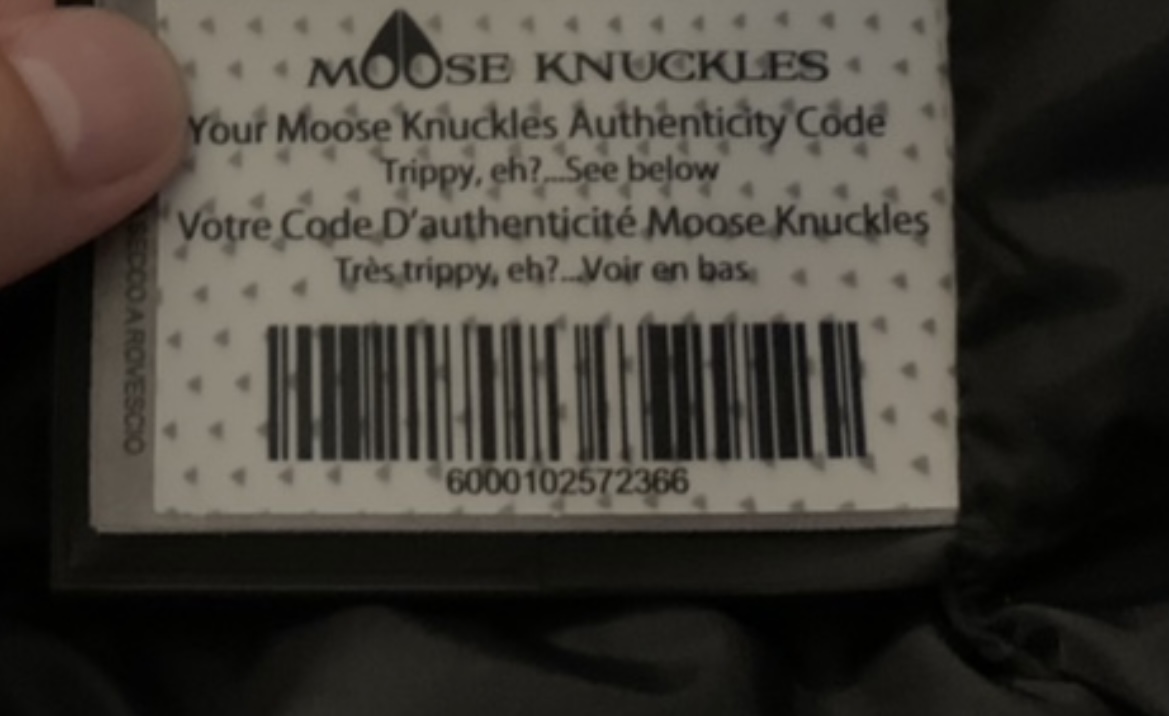 MOOSE KNUCKLES
Your Moose Knuckles Authenticity Code
Trippy, eh?...See below
Votre Code D'authenticité Moose Knuckles
Très trippy, eh?...Voir en bas
6000102572366
A ROVESCIO